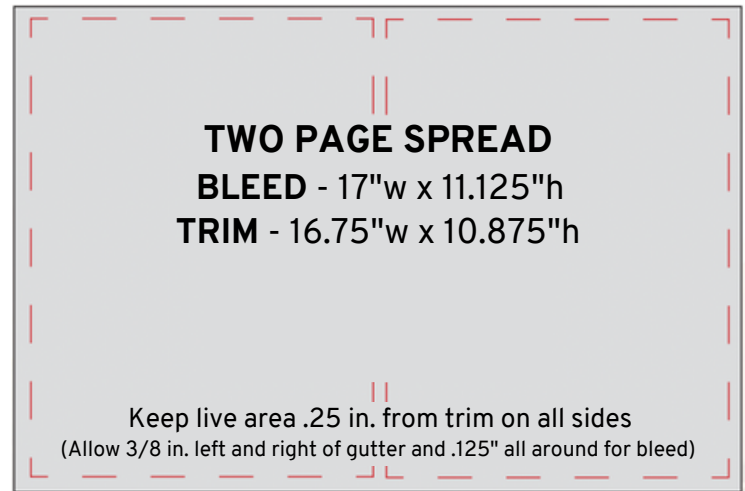 TWO PAGE SPREAD
BLEED - 17"w x 11.125"h
TRIM - 16.75"w x 10.875"h
Keep live area .25 in. from trim on all sides
(Allow 3/8 in. left and right of gutter and .125" all around for bleed)